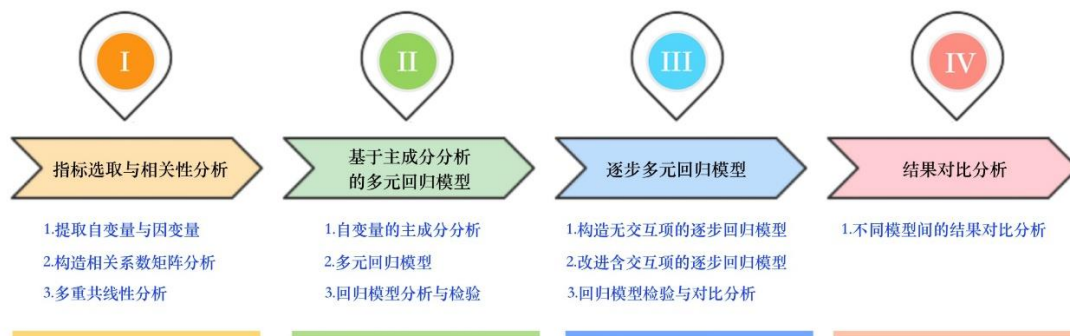 I
II
III
IV
指标选取与相关性分析
基于主成分分析
的多元回归模型
逐步多元回归模型
结果对比分析
1.提取自变量与因变量
2.构造相关系数矩阵分析
3.多重共线性分析
1.自变量的主成分分析
2.多元回归模型
3.回归模型分析与检验
1.构造无交互项的逐步回归模型
2.改进含交互项的逐步回归模型
3.回归模型检验与对比分析
1.不同模型间的结果对比分析